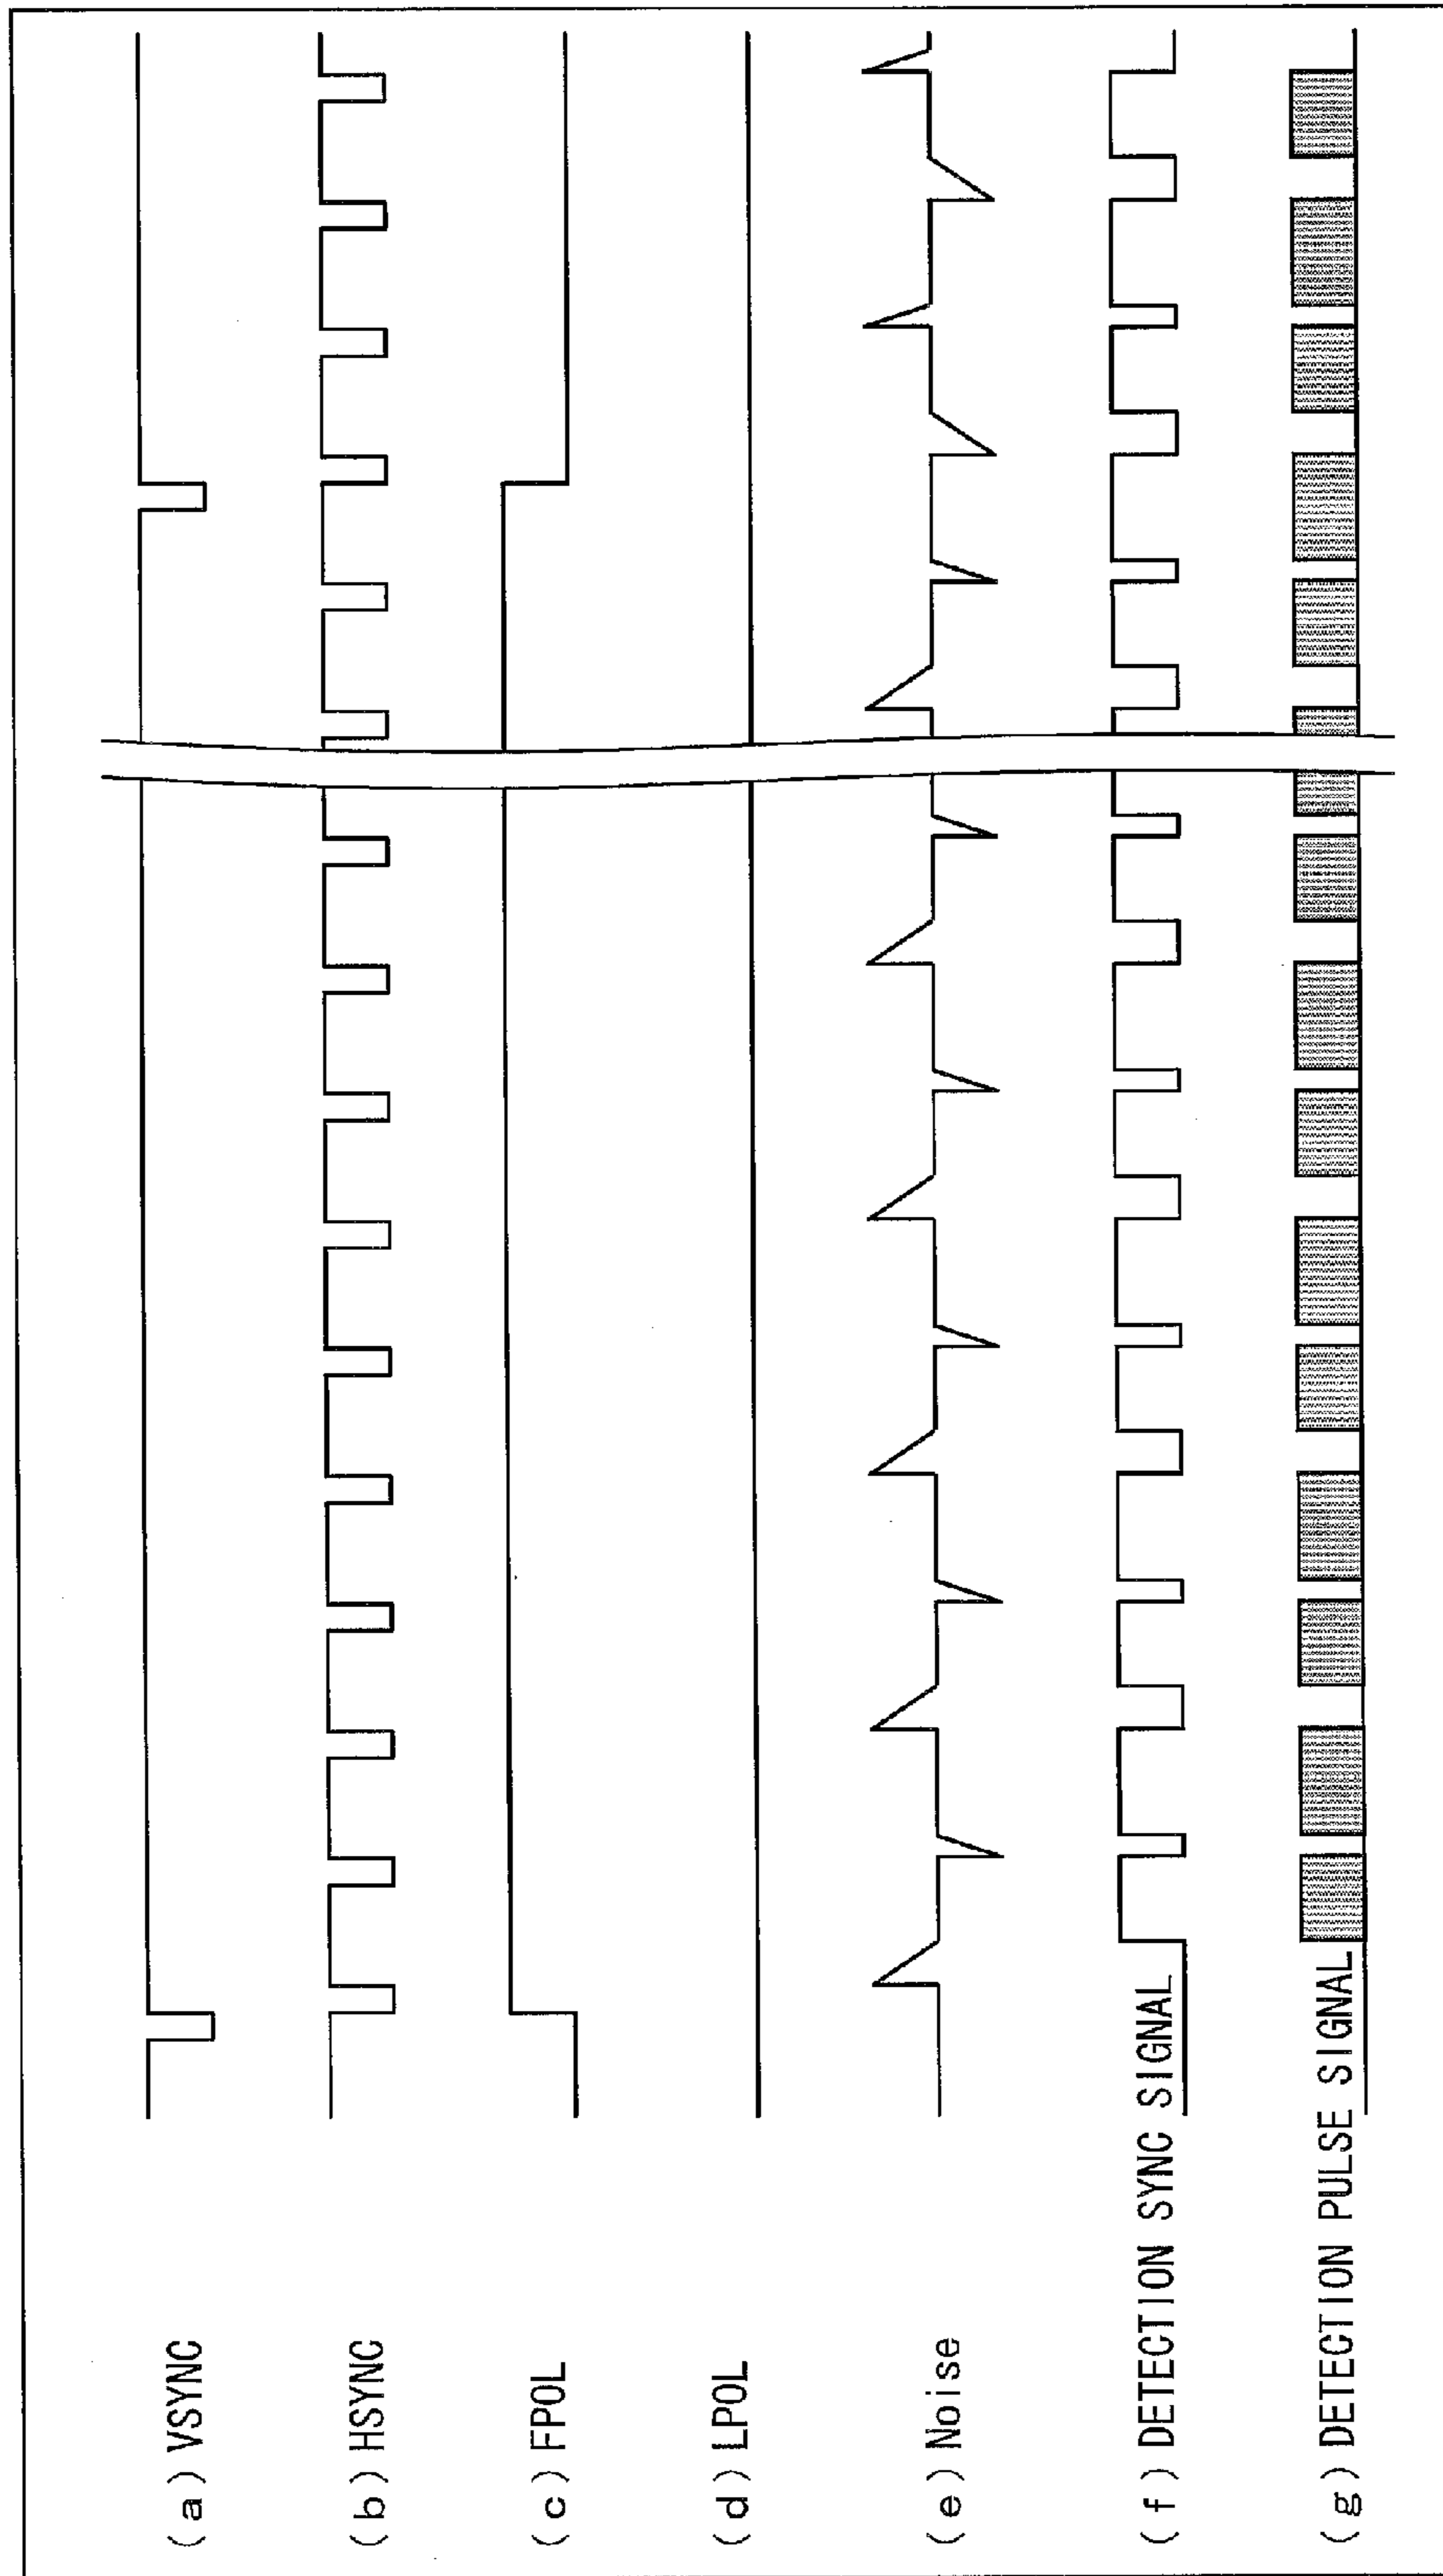 (a) VSYNC
(b) HSYNC
(c) FPOL
(d) LPOL
(e) Noise
(f) DETECTION SYNC SIGNAL
(g) DETECTION PULSE SIGNAL